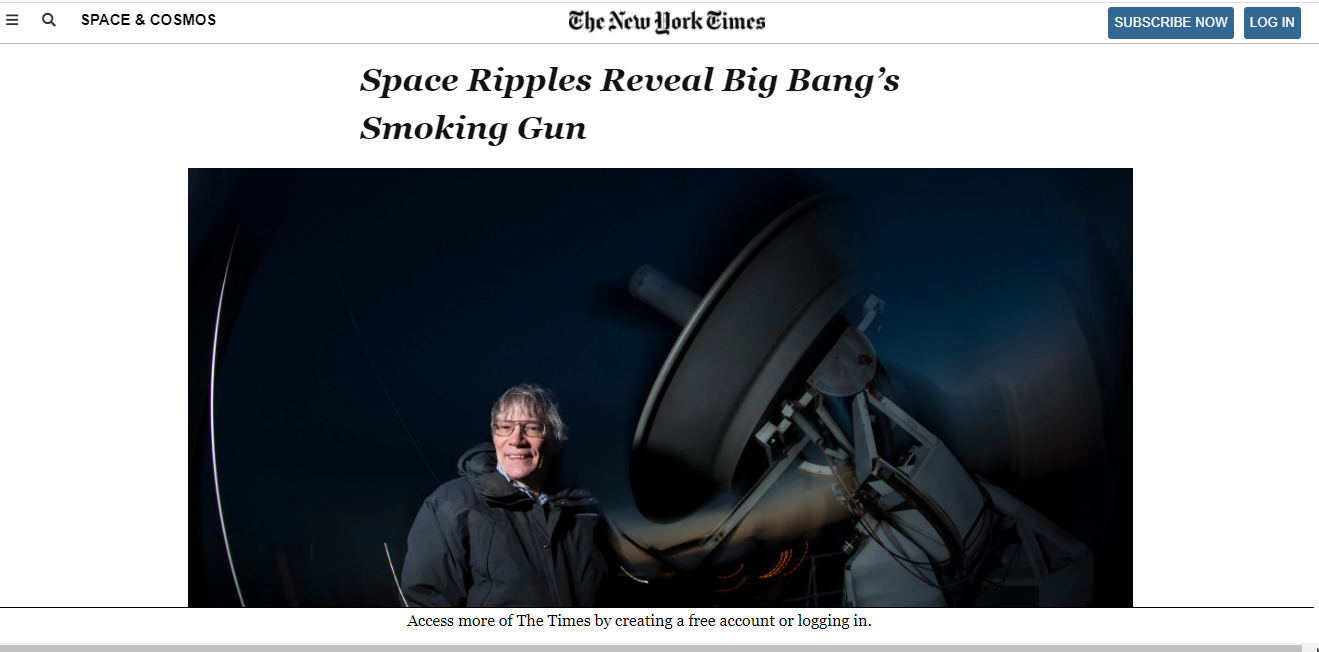 SPACE & COSMOS
The New York Times
SUBSCRIBE NOW
LOG IN
Space Ripples Reveal Big Bang’s
Smoking Gun
Access more of The Times by creating a free account or logging in.